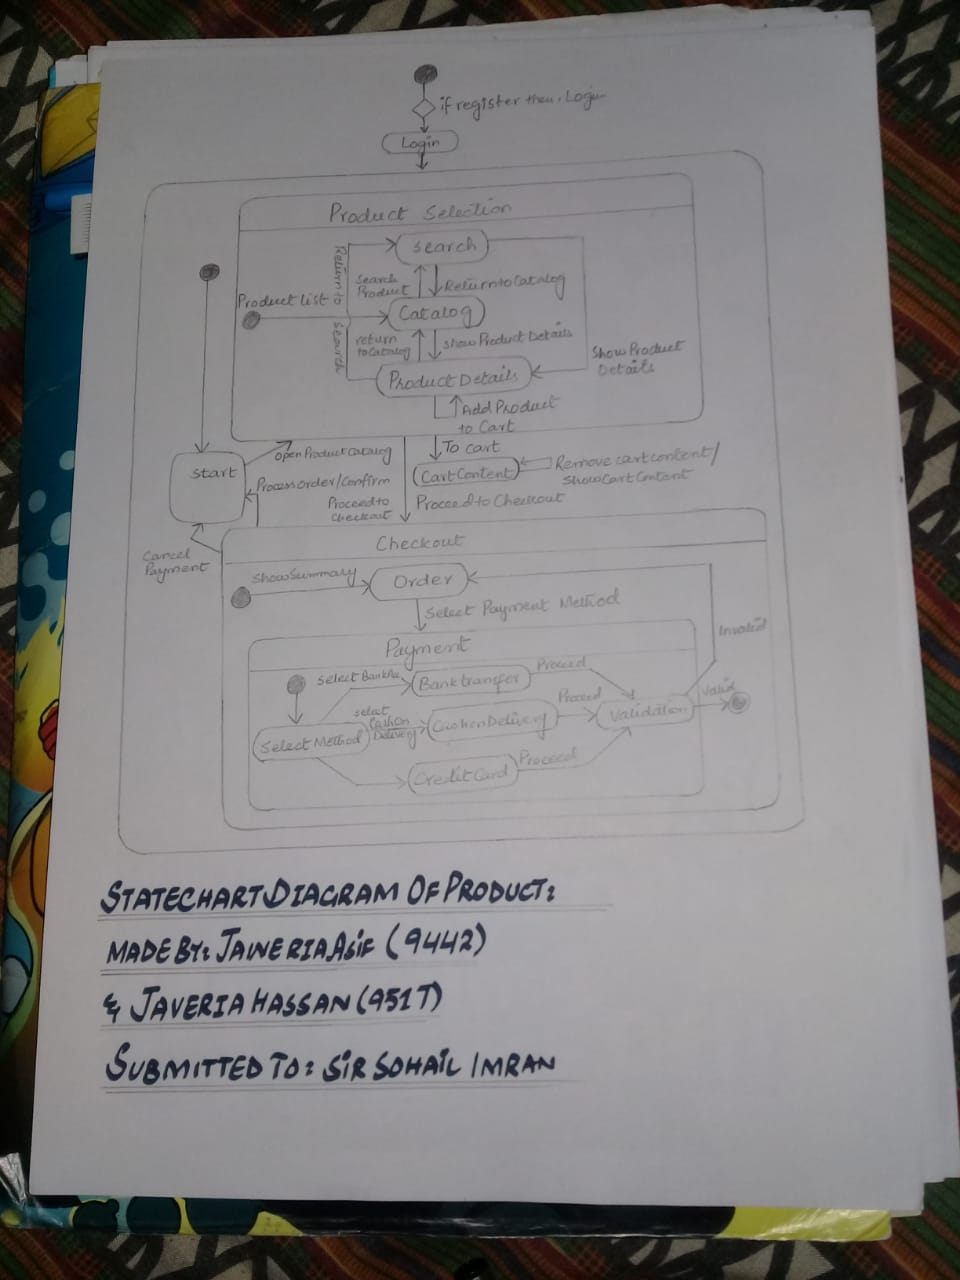 if register then, Login
Login
Product Selection
Search
Return to Search
Search
Product
Return to Catalog
Product list
Catalog
return
to Catalog
show Product Details
Show Product
Details
Product Details
Add Product
to Cart
To cart
open Product catalog
Start
Cart Content
Remove cart content/
Show Cart Content
Process order/Confirm
Proceed to
Checkout
Proceed to Checkout
Cancel
Payment
Checkout
Show Summary
Order
Select Payment Method
Invalid
Payment
Select Bank Acc
Bank transfer
Proceed
select
Cash on
Delivery
Cash on Delivery
Proceed
Validation
Valid
Select Method
Credit Card
Proceed
STATECHART DIAGRAM OF PRODUCT:
MADE BY: JAWERIA ASIF (9442)
& JAVERIA HASSAN (951T)
SUBMITTED TO: SIR SOHAIL IMRAN